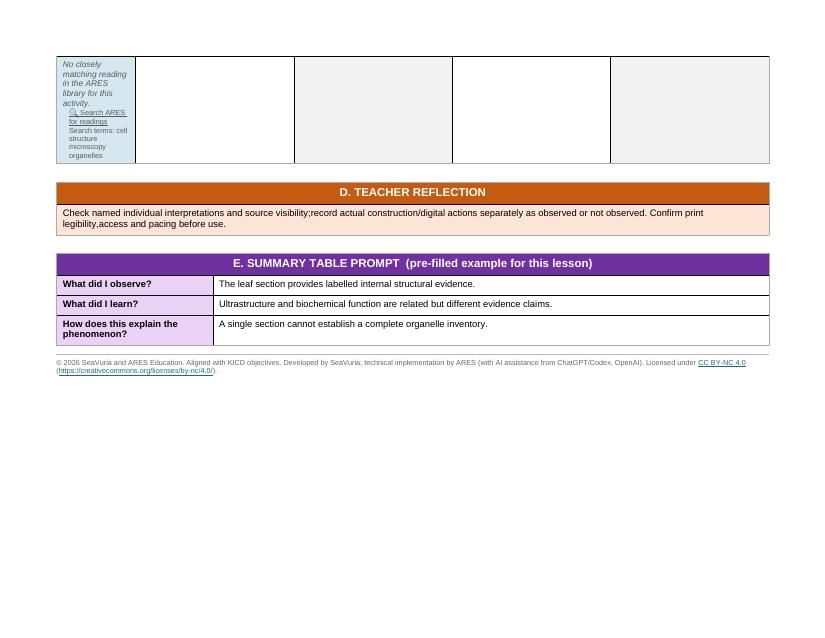 No closely
matching reading
in the ARES
library for this
activity.
🔍 Search ARES
for readings
Search terms: cell
structure
microscopy
organelles
D. TEACHER REFLECTION
Check named individual interpretations and source visibility;record actual construction/digital actions separately as observed or not observed. Confirm print
legibility,access and pacing before use.
E. SUMMARY TABLE PROMPT (pre-filled example for this lesson)
What did I observe?
The leaf section provides labelled internal structural evidence.
What did I learn?
Ultrastructure and biochemical function are related but different evidence claims.
How does this explain the
phenomenon?
A single section cannot establish a complete organelle inventory.
© 2026 SeaVuria and ARES Education. Aligned with KICD objectives. Developed by SeaVuria; technical implementation by ARES (with AI assistance from ChatGPT/Codex, OpenAI). Licensed under CC BY-NC 4.0
(https://creativecommons.org/licenses/by-nc/4.0/).